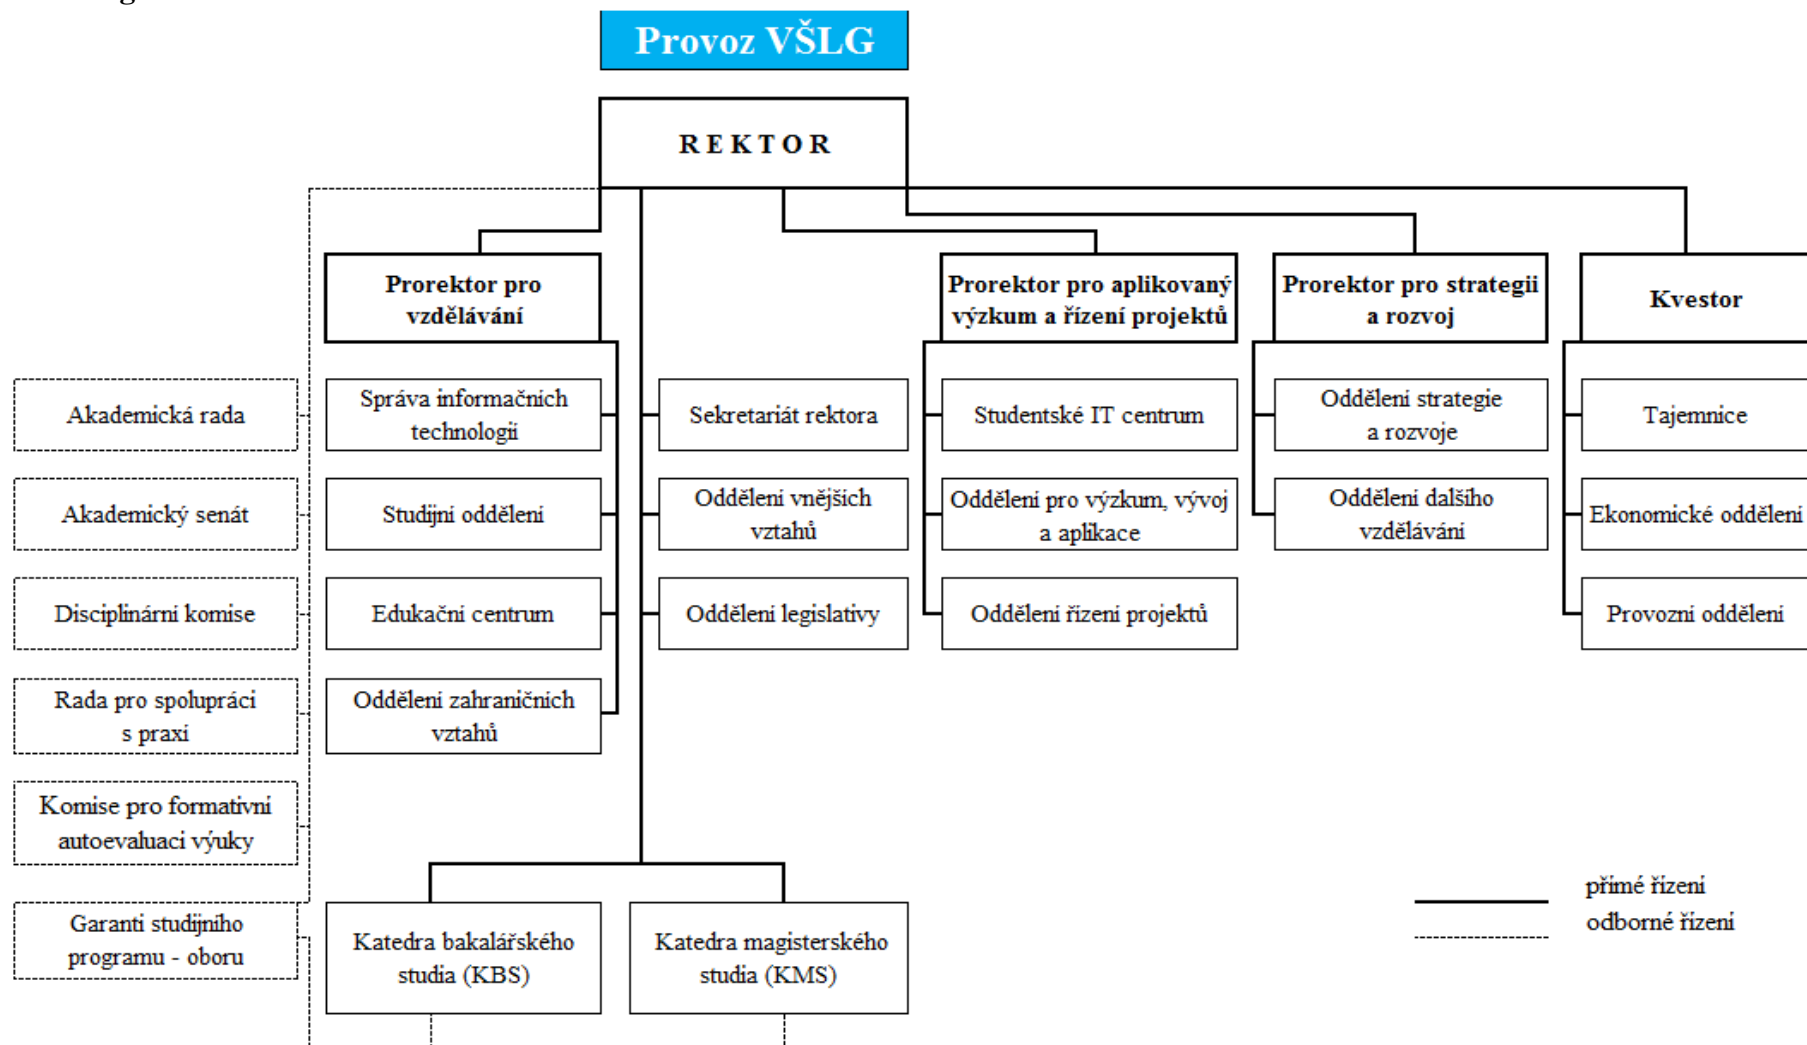 Provoz VŠLG
REKTOR
Prorektor pro
vzdělávání
Prorektor pro aplikovaný
výzkum a řízení projektů
Prorektor pro strategii
a rozvoj
Kvestor
Akademická rada
Správa informačních
technologií
Sekretariát rektora
Studentské IT centrum
Oddělení strategie
a rozvoje
Tajemnice
Akademický senát
Studijní oddělení
Oddělení vnějších
vztahů
Oddělení pro výzkum, vývoj
a aplikace
Oddělení dalšího
vzdělávání
Ekonomické oddělení
Disciplinární komise
Edukační centrum
Oddělení legislativy
Oddělení řízení projektů
Provozní oddělení
Rada pro spolupráci
s praxí
Oddělení zahraničních
vztahů
Komise pro formativní
autoevaluaci výuky
Garanti studijního
programu - oboru
Katedra bakalářského
studia (KBS)
Katedra magisterského
studia (KMS)
přímé řízení
odborné řízení